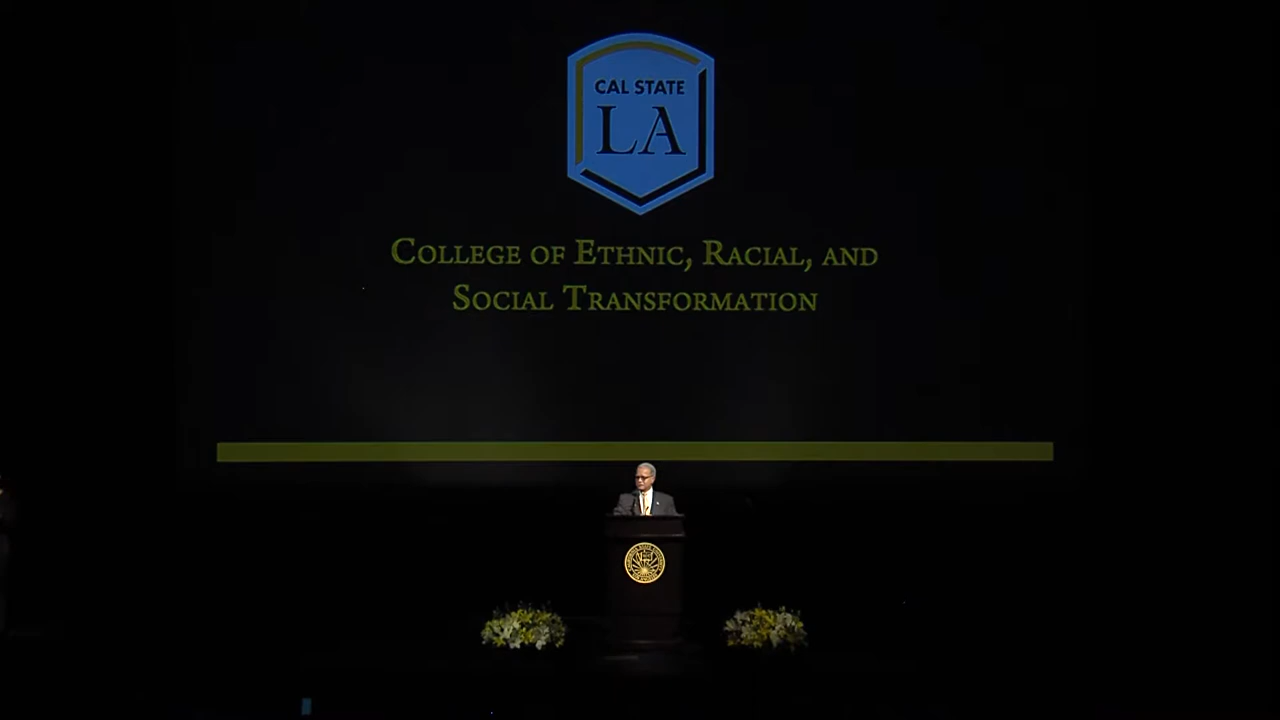 CAL STATE
LA
COLLEGE OF ETHNIC, RACIAL, AND
SOCIAL TRANSFORMATION